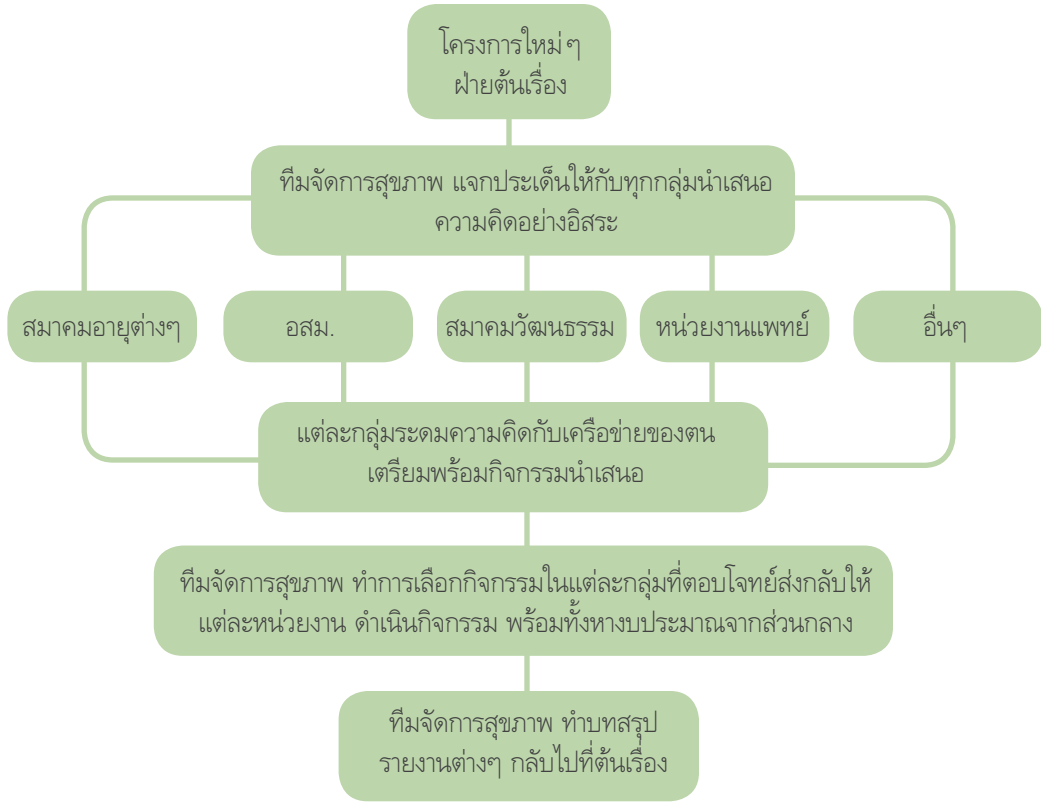 โครงการใหม่ๆ
ฝ่ายต้นเรื่อง
ทีมจัดการสุขภาพ แจกประเด็นให้กับทุกกลุ่มนำเสนอ
ความคิดอย่างอิสระ
สมาคมอายุต่างๆ
อสม.
สมาคมวัฒนธรรม
หน่วยงานแพทย์
อื่นๆ
แต่ละกลุ่มระดมความคิดกับเครือข่ายของตน
เตรียมพร้อมกิจกรรมนำเสนอ
ทีมจัดการสุขภาพ ทำการเลือกกิจกรรมในแต่ละกลุ่มที่ตอบโจทย์ส่งกลับให้
แต่ละหน่วยงาน ดำเนินกิจกรรม พร้อมทั้งหางบประมาณจากส่วนกลาง
ทีมจัดการสุขภาพ ทำบทสรุป
รายงานต่างๆ กลับไปที่ต้นเรื่อง